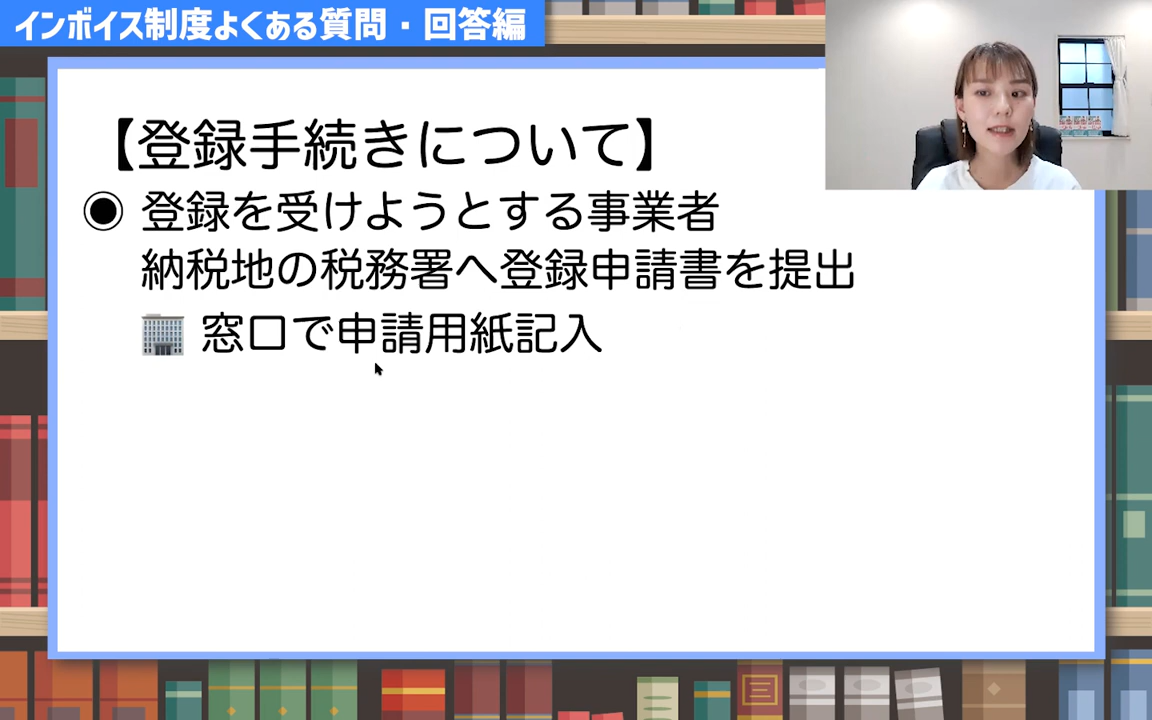 インボイス制度よくある質問・回答編
【登録手続きについて】
◉ 登録を受けようとする事業者
納税地の税務署へ登録申請書を提出
🏢 窓口で申請用紙記入